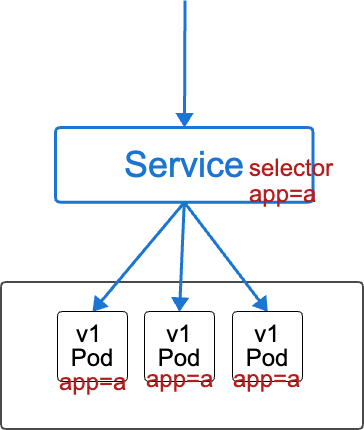 Service selector
app=a
v1 v1 v1
Pod Pod Pod
app=a app=a app=a